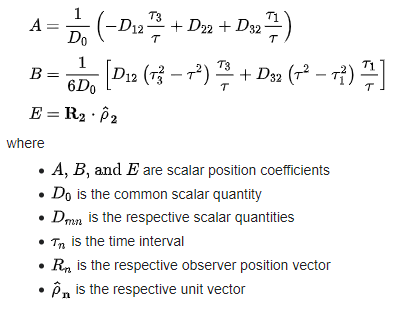 A = \frac{1}{D_0} \left( -D_{12} \frac{\tau_3}{\tau} + D_{22} + D_{32} \frac{\tau_1}{\tau} \right)
B = \frac{1}{6D_0} \left[ D_{12} \left( \tau_3^2 - \tau^2 \right) \frac{\tau_3}{\tau} + D_{32} \left( \tau^2 - \tau_1^2 \right) \frac{\tau_1}{\tau} \right]
E = \mathbf{R_2} \cdot \hat{\boldsymbol{\rho}}_\mathbf{2}
where
• A, B, and E are scalar position coefficients
• D_0 is the common scalar quantity
• D_{mn} is the respective scalar quantities
• \tau_n is the time interval
• R_n is the respective observer position vector
• \hat{\boldsymbol{\rho}}_\mathbf{n} is the respective unit vector